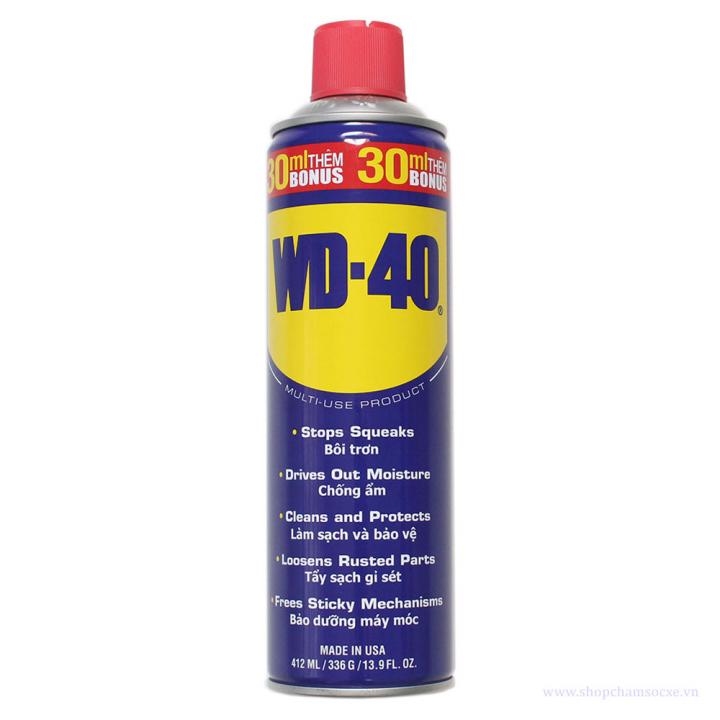 30ml THÊM BONUS 30ml THÊM BONUS
WD-40®
MULTI-USE PRODUCT
• Stops Squeaks
Bôi trơn
• Drives Out Moisture
Chống ẩm
• Cleans and Protects
Làm sạch và bảo vệ
• Loosens Rusted Parts
Tẩy sạch gỉ sét
• Frees Sticky Mechanisms
Bảo dưỡng máy móc
MADE IN USA
412 ML / 336 G / 13.9 FL. OZ.
www.shopchamsocxe.vn